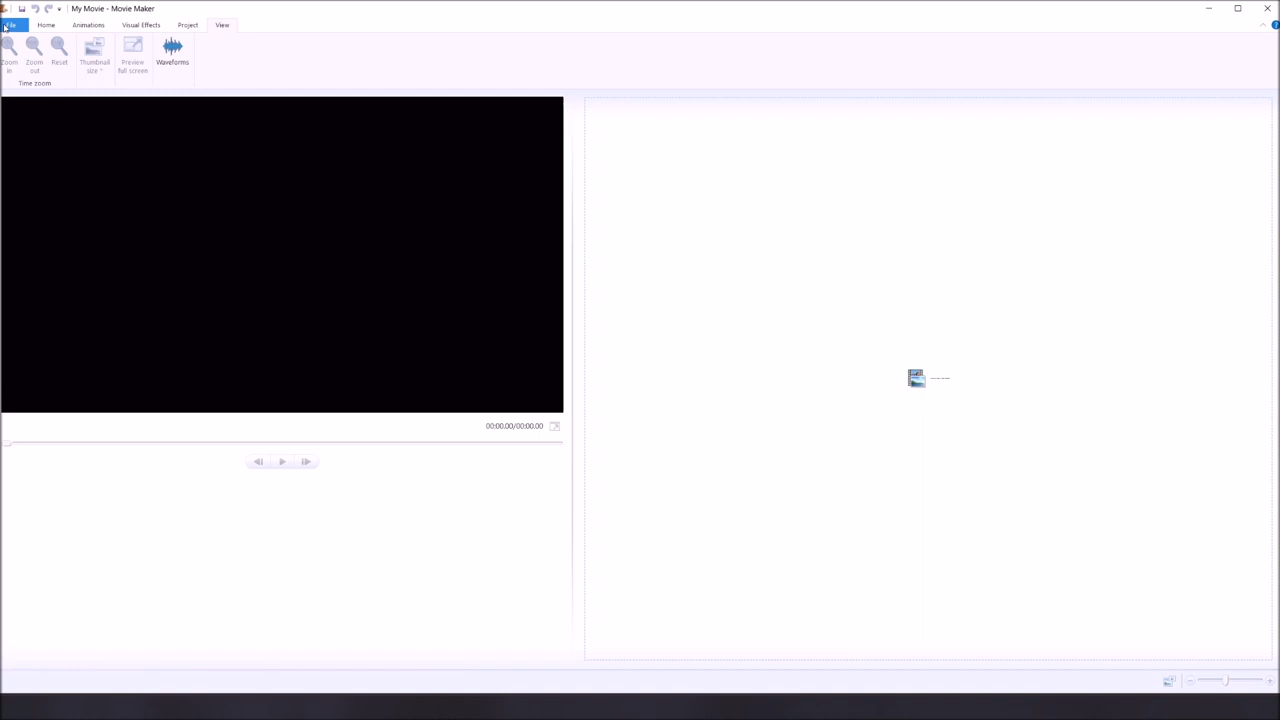 My Movie - Movie Maker
File Home Animations Visual Effects Project View
Zoom in
Zoom out
Reset
Thumbnail size
Preview full screen
Waveforms
Time zoom
00:00.00/00:00.00